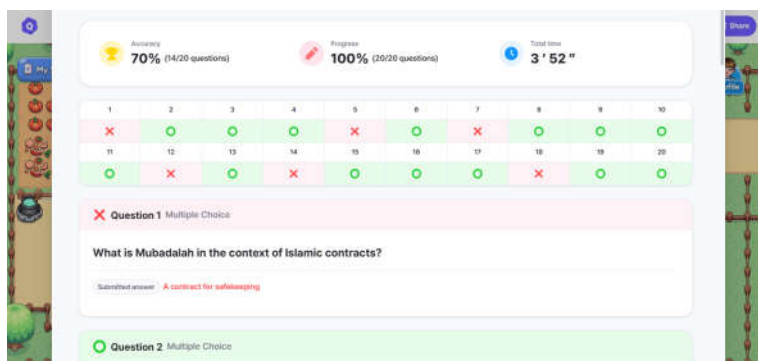 Q
Share
My
Accuracy
70% (14/20 questions)
Progress
100% (20/20 questions)
Total time
3 ' 52 "
1 2 3 4 5 6 7 8 9 10
11 12 13 14 15 16 17 18 19 20
Question 1 Multiple Choice
What is Mubadalah in the context of Islamic contracts?
Submitted answer A contract for safekeeping
Question 2 Multiple Choice